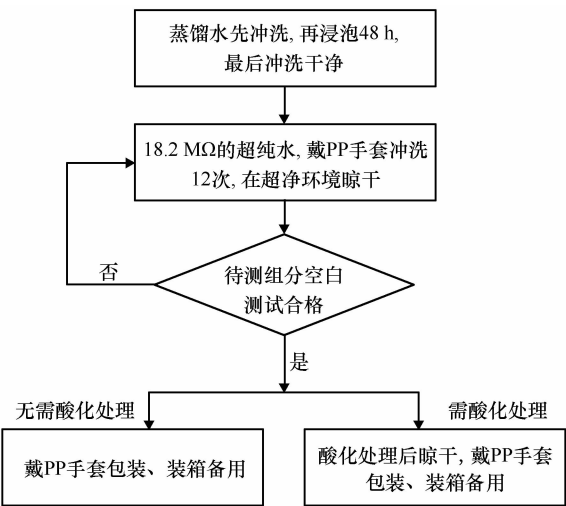 蒸馏水先冲洗, 再浸泡48 h,
最后冲洗干净
18.2 MΩ的超纯水, 戴PP手套冲洗
12次, 在超净环境晾干
否
待测组分空白
测试合格
是
无需酸化处理
需酸化处理
戴PP手套包装、装箱备用
酸化处理后晾干, 戴PP手套
包装、装箱备用